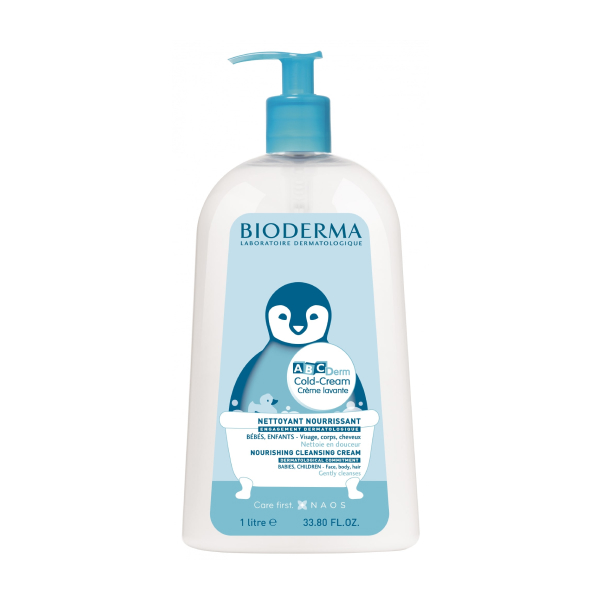 BIODERMA
LABORATOIRE DERMATOLOGIQUE
ABCDerm
Cold-Cream
Crème lavante
NETTOYANT NOURRISSANT
ENGAGEMENT DERMATOLOGIQUE
BÉBÉS, ENFANTS - Visage, corps, cheveux
Nettoie en douceur
NOURISHING CLEANSING CREAM
DERMATOLOGICAL COMMITMENT
BABIES, CHILDREN - Face, body, hair
Gently cleanses
Care first. NAOS
1 litre ℮ 33.80 FL.OZ.